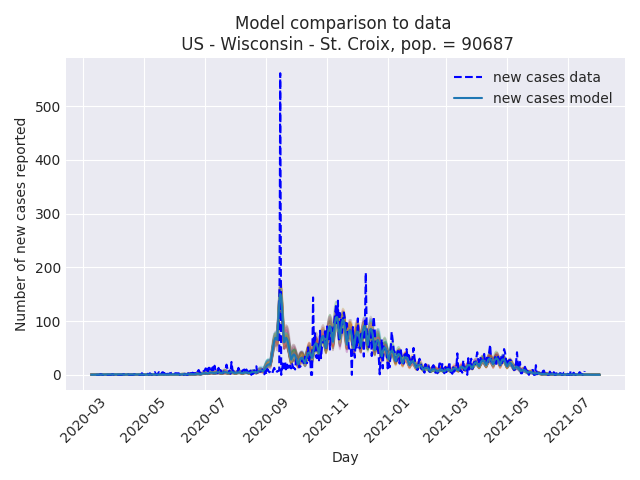 Model comparison to data
US - Wisconsin - St. Croix, pop. = 90687
new cases data
new cases model
Number of new cases reported
500
400
300
200
100
0
2020-03
2020-05
2020-07
2020-09
2020-11
2021-01
2021-03
2021-05
2021-07
Day